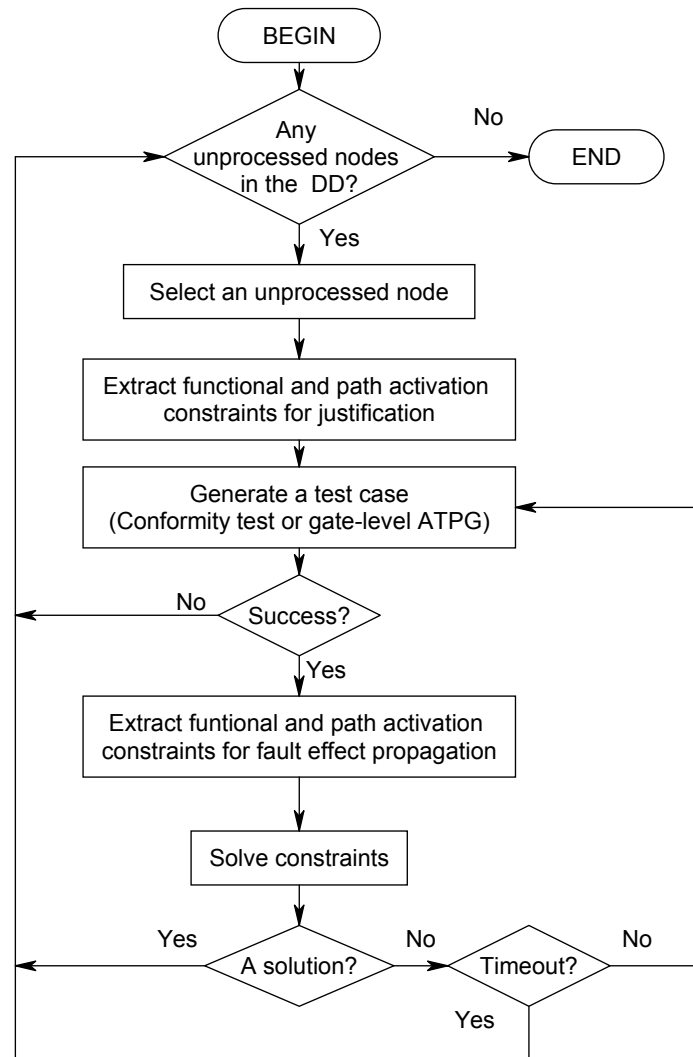 BEGIN
Any
unprocessed nodes
in the DD?
No
END
Yes
Select an unprocessed node
Extract functional and path activation
constraints for justification
Generate a test case
(Conformity test or gate-level ATPG)
No
Success?
Yes
Extract funtional and path activation
constraints for fault effect propagation
Solve constraints
Yes
A solution?
No
Timeout?
No
Yes